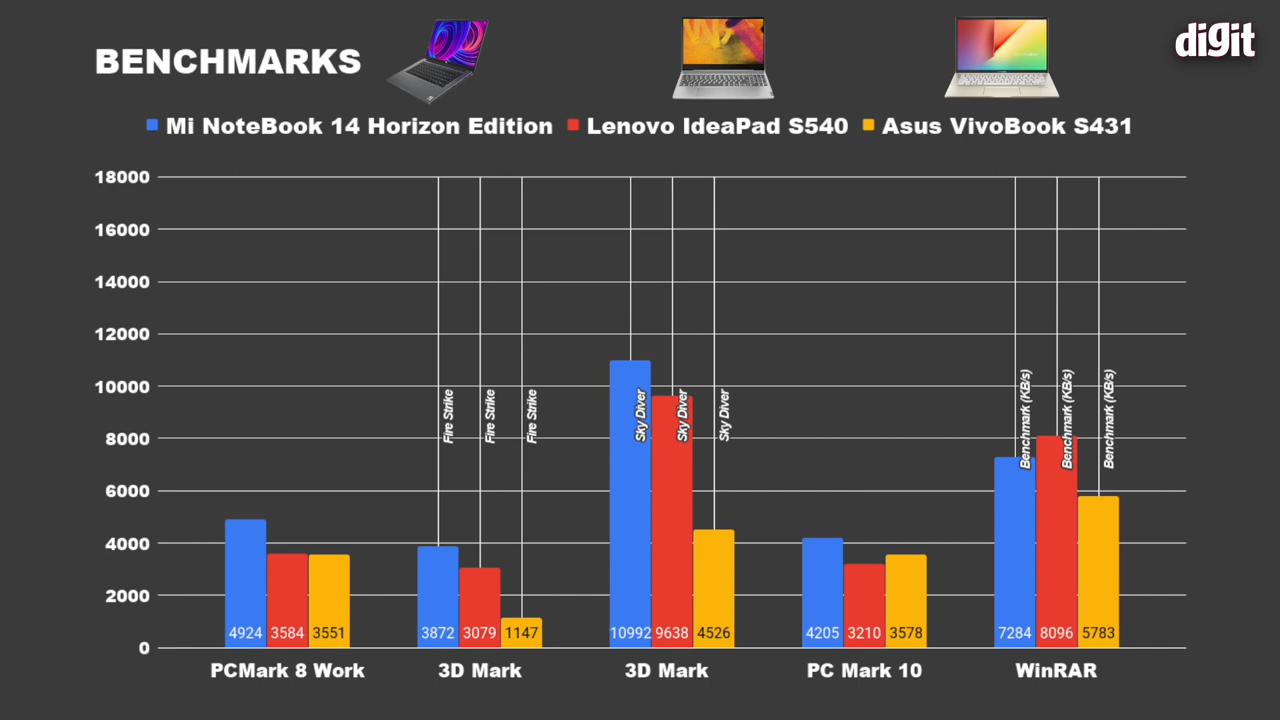 BENCHMARKS
digit
Mi NoteBook 14 Horizon Edition Lenovo IdeaPad S540 Asus VivoBook S431
18000
16000
14000
12000
10000
8000
6000
4000
2000
0
Fire Strike Fire Strike Fire Strike
Sky Diver Sky Diver Sky Diver
Benchmark (KB/s) Benchmark (KB/s) Benchmark (KB/s)
4924 3584 3551 3872 3079 1147 10992 9638 4526 4205 3210 3578 7284 8096 5783
PCMark 8 Work 3D Mark 3D Mark PC Mark 10 WinRAR